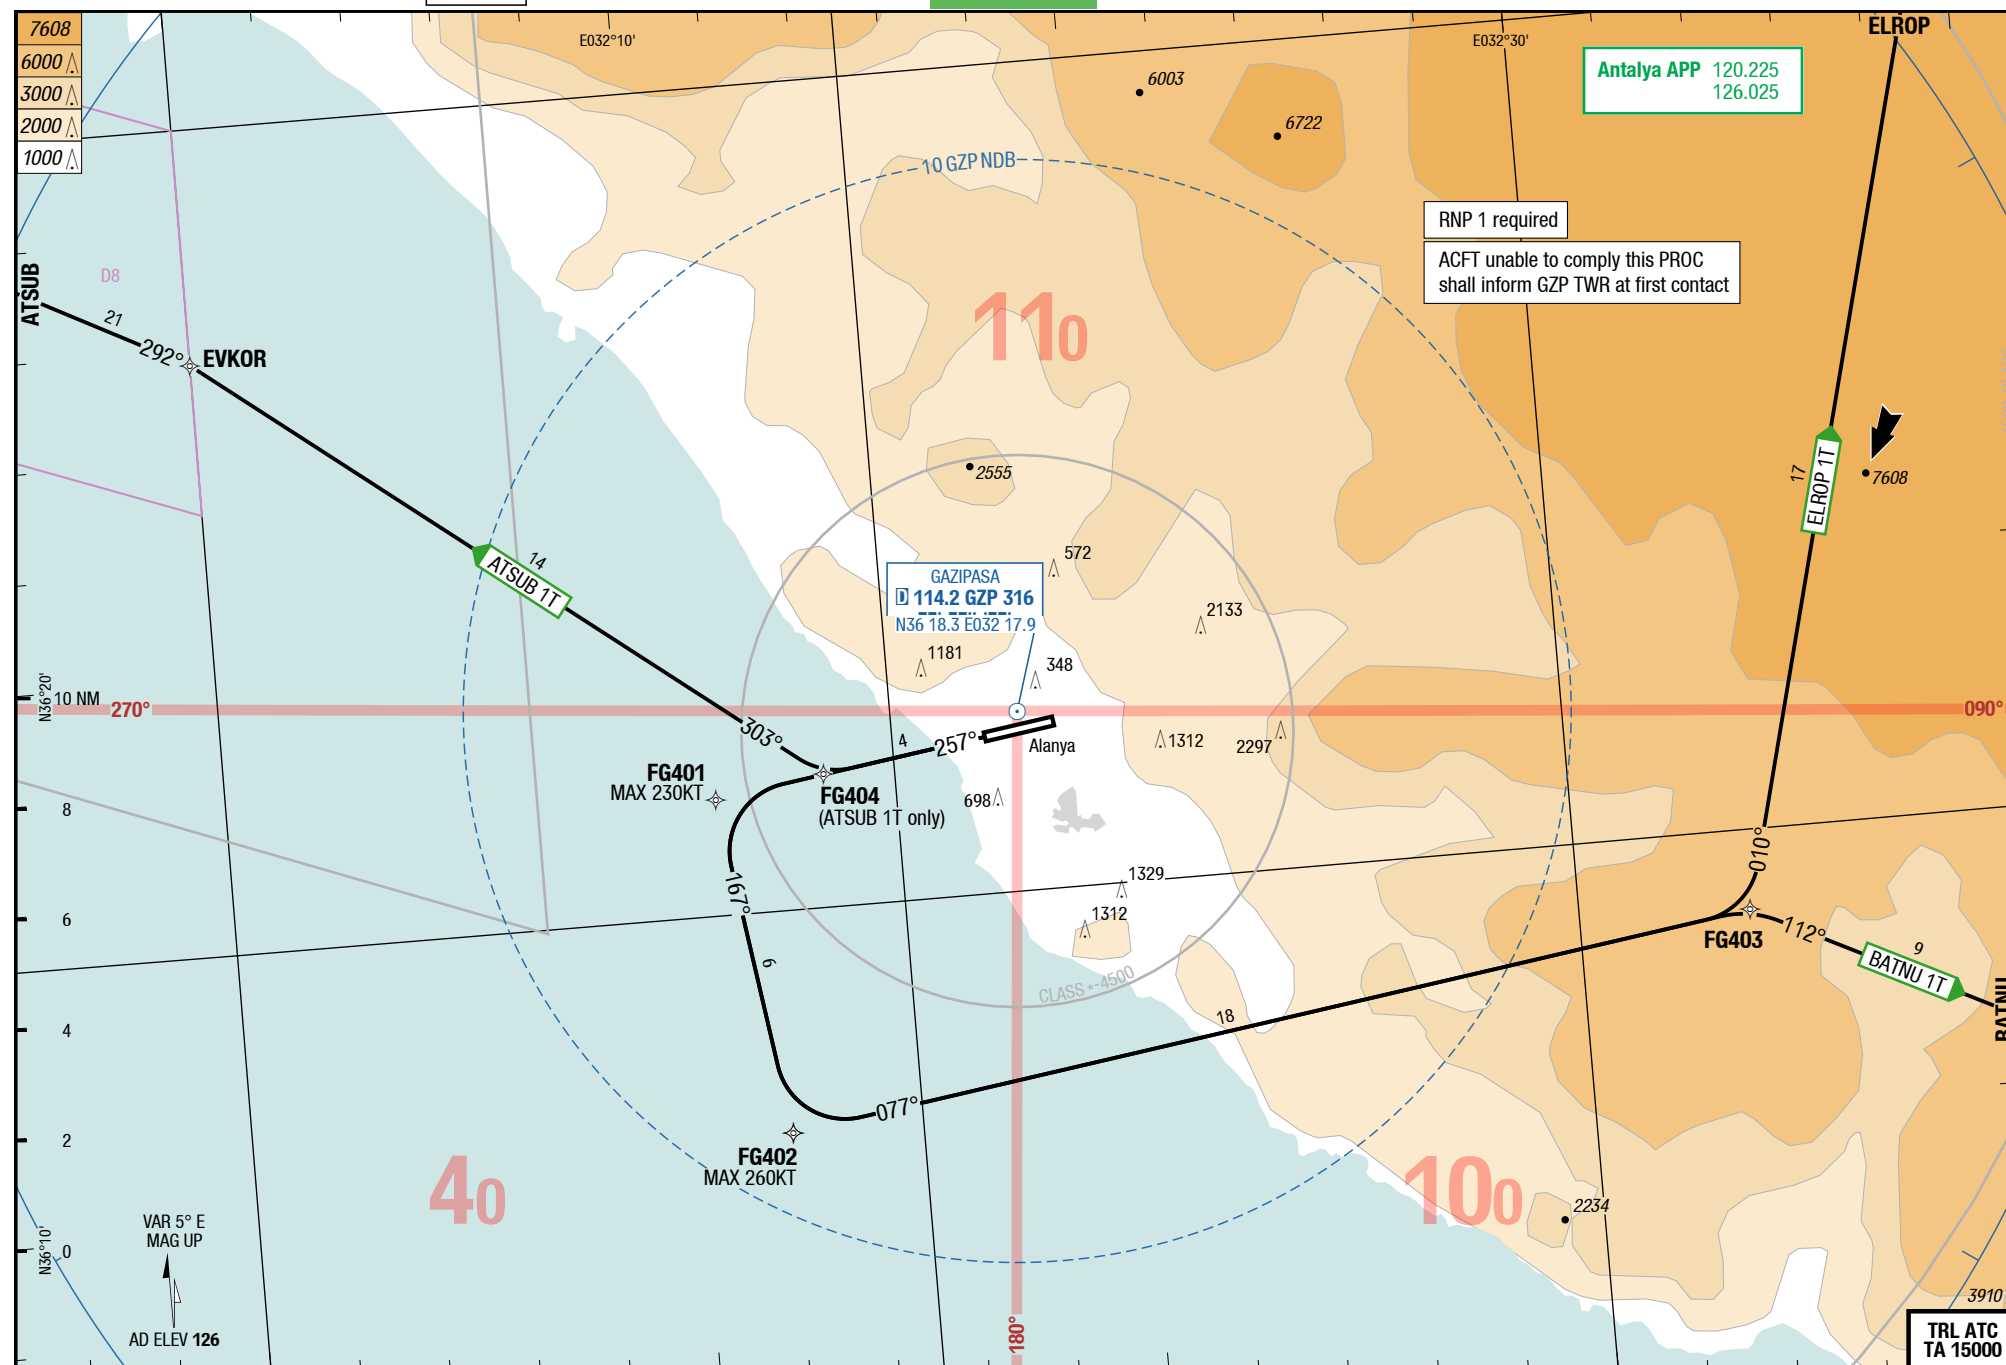 7608
6000
3000
2000
1000
E032°10'
E032°30'
ELROP
Antalya APP 120.225
126.025
6003
6722
10 GZP NDB
RNP 1 required
ACFT unable to comply this PROC
shall inform GZP TWR at first contact
D8
ATSUB
21
292°
EVKOR
110
17
ELROP 1T
7608
2555
14
ATSUB 1T
572
GAZIPASA
D 114.2 GZP 316
N36 18.3 E032 17.9
2133
1181
348
N36°20'
10 NM
270°
090°
303°
4
257°
Alanya
1312
2297
FG401
MAX 230KT
FG404
(ATSUB 1T only)
698
8
010°
167°
1329
1312
6
FG403
112°
9
BATNU 1T
BATNU
6
CLASS *-4500
18
4
077°
2
FG402
MAX 260KT
40
100
2234
VAR 5° E
MAG UP
N36°10'
0
AD ELEV 126
180°
3910
TRL ATC
TA 15000